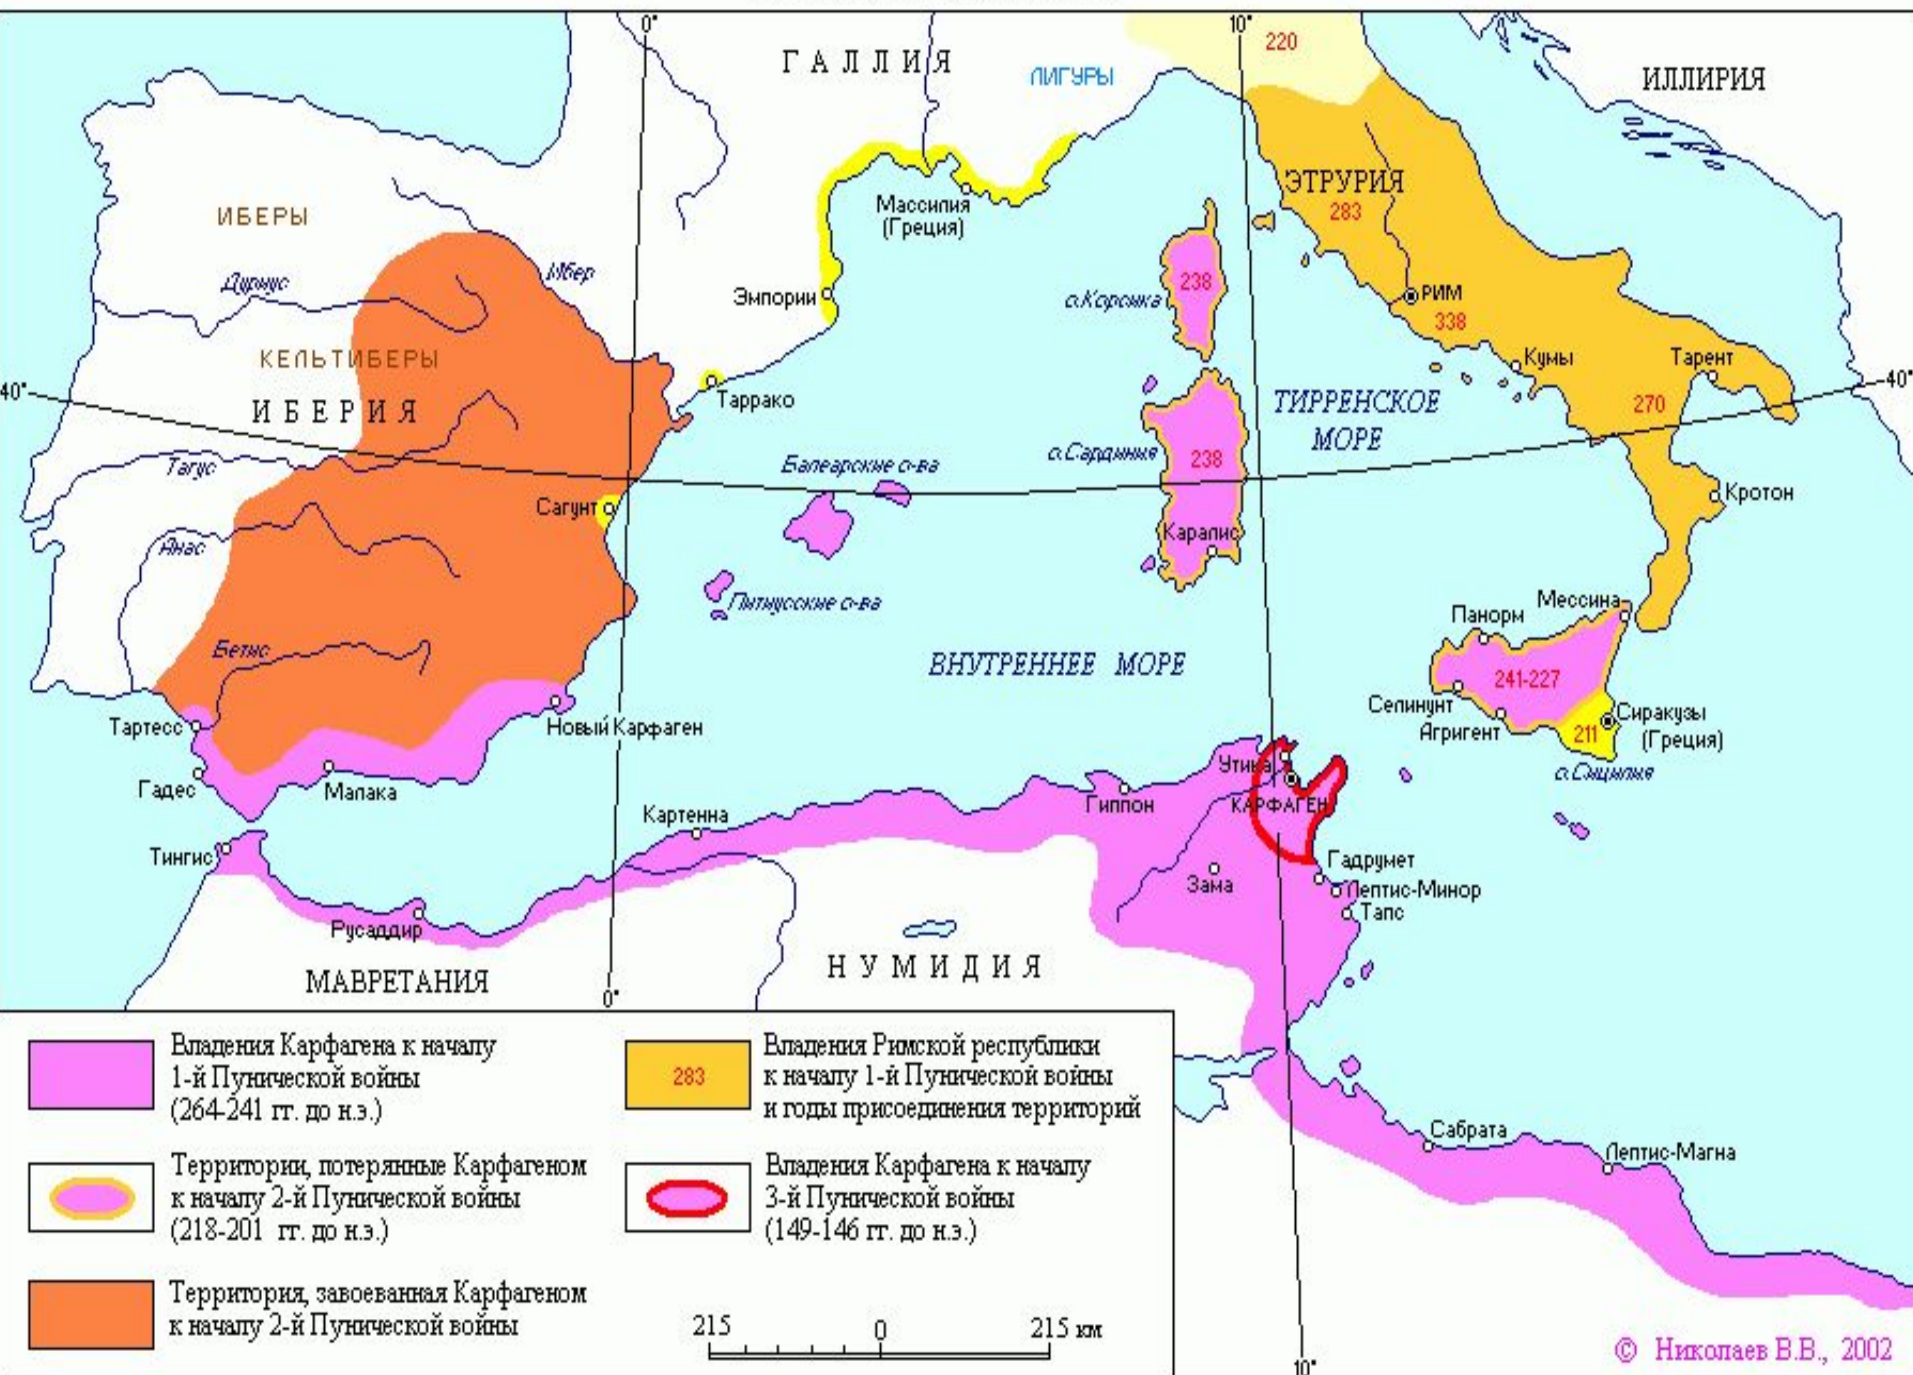 0°
10°
220
ГАЛЛИЯ
ЛИГУРЫ
ИЛЛИРИЯ
ЭТРУРИЯ
283
ИБЕРЫ
Массилия
(Греция)
Дуриус
Ибер
Эмпории
о.Корсика
238
РИМ
338
КЕЛЬТИБЕРЫ
Кумы
Тарент
40°
40°
ИБЕРИЯ
Таррако
ТИРРЕНСКОЕ
МОРЕ
270
Тагус
Балеарские о-ва
о.Сардиния
238
Сагунт
Кротон
Анас
Каралис
Питиусские о-ва
Мессина
Панорм
Бетис
ВНУТРЕННЕЕ МОРЕ
241-227
Селинунт
Агригент
211
Сиракузы
(Греция)
о.Сицилия
Тартесс
Новый Карфаген
Гадес
Малака
Утика
КАРФАГЕН
Гиппон
Картенна
Тингис
Гадрумет
Зама
Лептис-Минор
Тапс
Русаддир
МАВРЕТАНИЯ
НУМИДИЯ
0°
Сабрата
Лептис-Магна
Владения Карфагена к началу
1-й Пунической войны
(264-241 гг. до н.э.)
Территории, потерянные Карфагеном
к началу 2-й Пунической войны
(218-201 гг. до н.э.)
Территория, завоеванная Карфагеном
к началу 2-й Пунической войны
283
Владения Римской республики
к началу 1-й Пунической войны
и годы присоединения территорий
Владения Карфагена к началу
3-й Пунической войны
(149-146 гг. до н.э.)
215 0 215 км
10°
© Николаев В.В., 2002